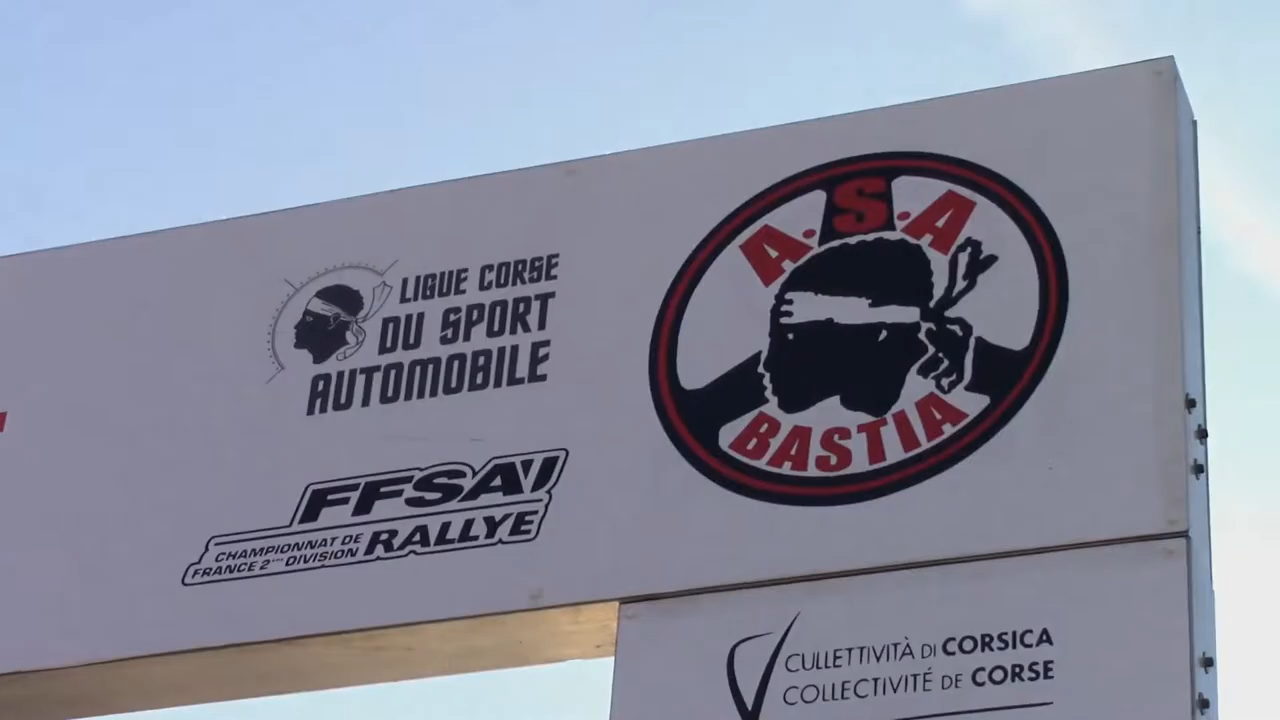 LIGUE CORSE
DU SPORT
AUTOMOBILE
A.S.A
BASTIA
FFSA
CHAMPIONNAT DE
FRANCE 2ème DIVISION
RALLYE
CULLETTIVITÀ DI CORSICA
COLLECTIVITÉ DE CORSE